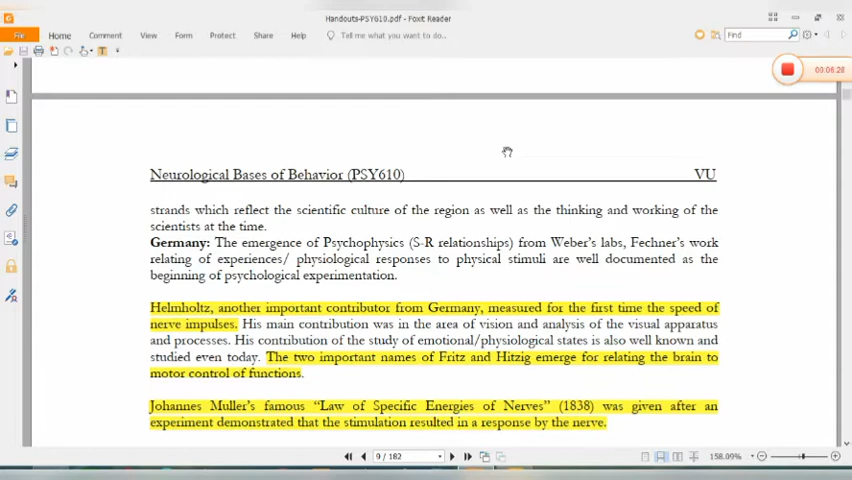 Handouts-PSY610.pdf - Foxit Reader
File Home Comment View Form Protect Share Help Tell me what you want to do.. Find
00:06:28
Neurological Bases of Behavior (PSY610) VU
strands which reflect the scientific culture of the region as well as the thinking and working of the
scientists at the time.
Germany: The emergence of Psychophysics (S-R relationships) from Weber's labs, Fechner's work
relating of experiences/ physiological responses to physical stimuli are well documented as the
beginning of psychological experimentation.
Helmholtz, another important contributor from Germany, measured for the first time the speed of
nerve impulses. His main contribution was in the area of vision and analysis of the visual apparatus
and processes. His contribution of the study of emotional/physiological states is also well known and
studied even today. The two important names of Fritz and Hitzig emerge for relating the brain to
motor control of functions.
Johannes Muller's famous "Law of Specific Energies of Nerves" (1838) was given after an
experiment demonstrated that the stimulation resulted in a response by the nerve.
9 / 182 158.09%